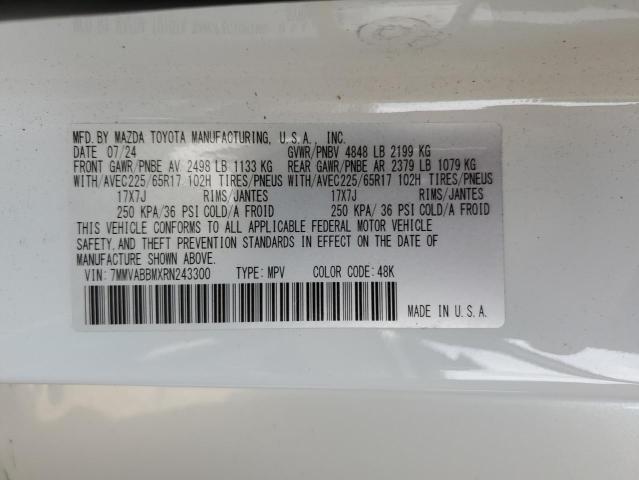 MFD. BY MAZDA TOYOTA MANUFACTURING, U.S.A., INC.
DATE 07/24 GVWR/PNBV 4848 LB 2199 KG
FRONT GAWR/PNBE AV 2498 LB 1133 KG REAR GAWR/PNBE AR 2379 LB 1079 KG
WITH/AVEC225/65R17 102H TIRES/PNEUS WITH/AVEC225/65R17 102H TIRES/PNEUS
17X7J RIMS/JANTES 17X7J RIMS/JANTES
250 KPA/36 PSI COLD/A FROID 250 KPA/ 36 PSI COLD/A FROID
THIS VEHICLE CONFORMS TO ALL APPLICABLE FEDERAL MOTOR VEHICLE
SAFETY, AND THEFT PREVENTION STANDARDS IN EFFECT ON THE DATE OF
MANUFACTURE SHOWN ABOVE.
VIN: 7MMVABBMXRN243300 TYPE: MPV COLOR CODE: 48K
MADE IN U.S.A.